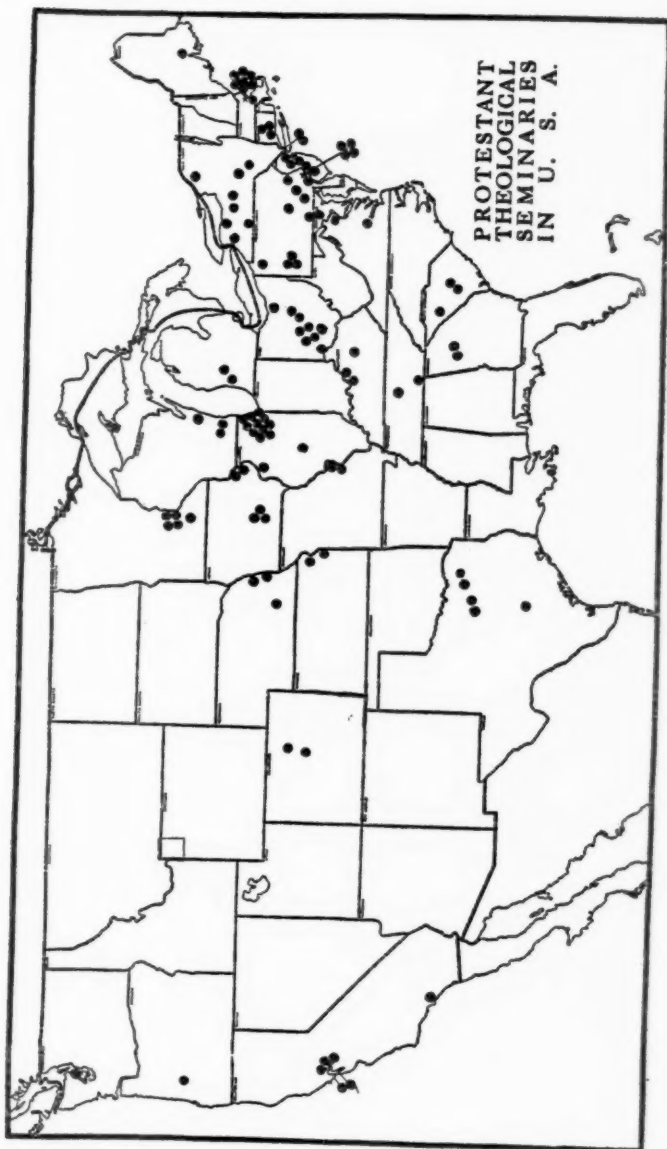 PROTESTANT
THEOLOGICAL
SEMINARIES
IN U. S. A.